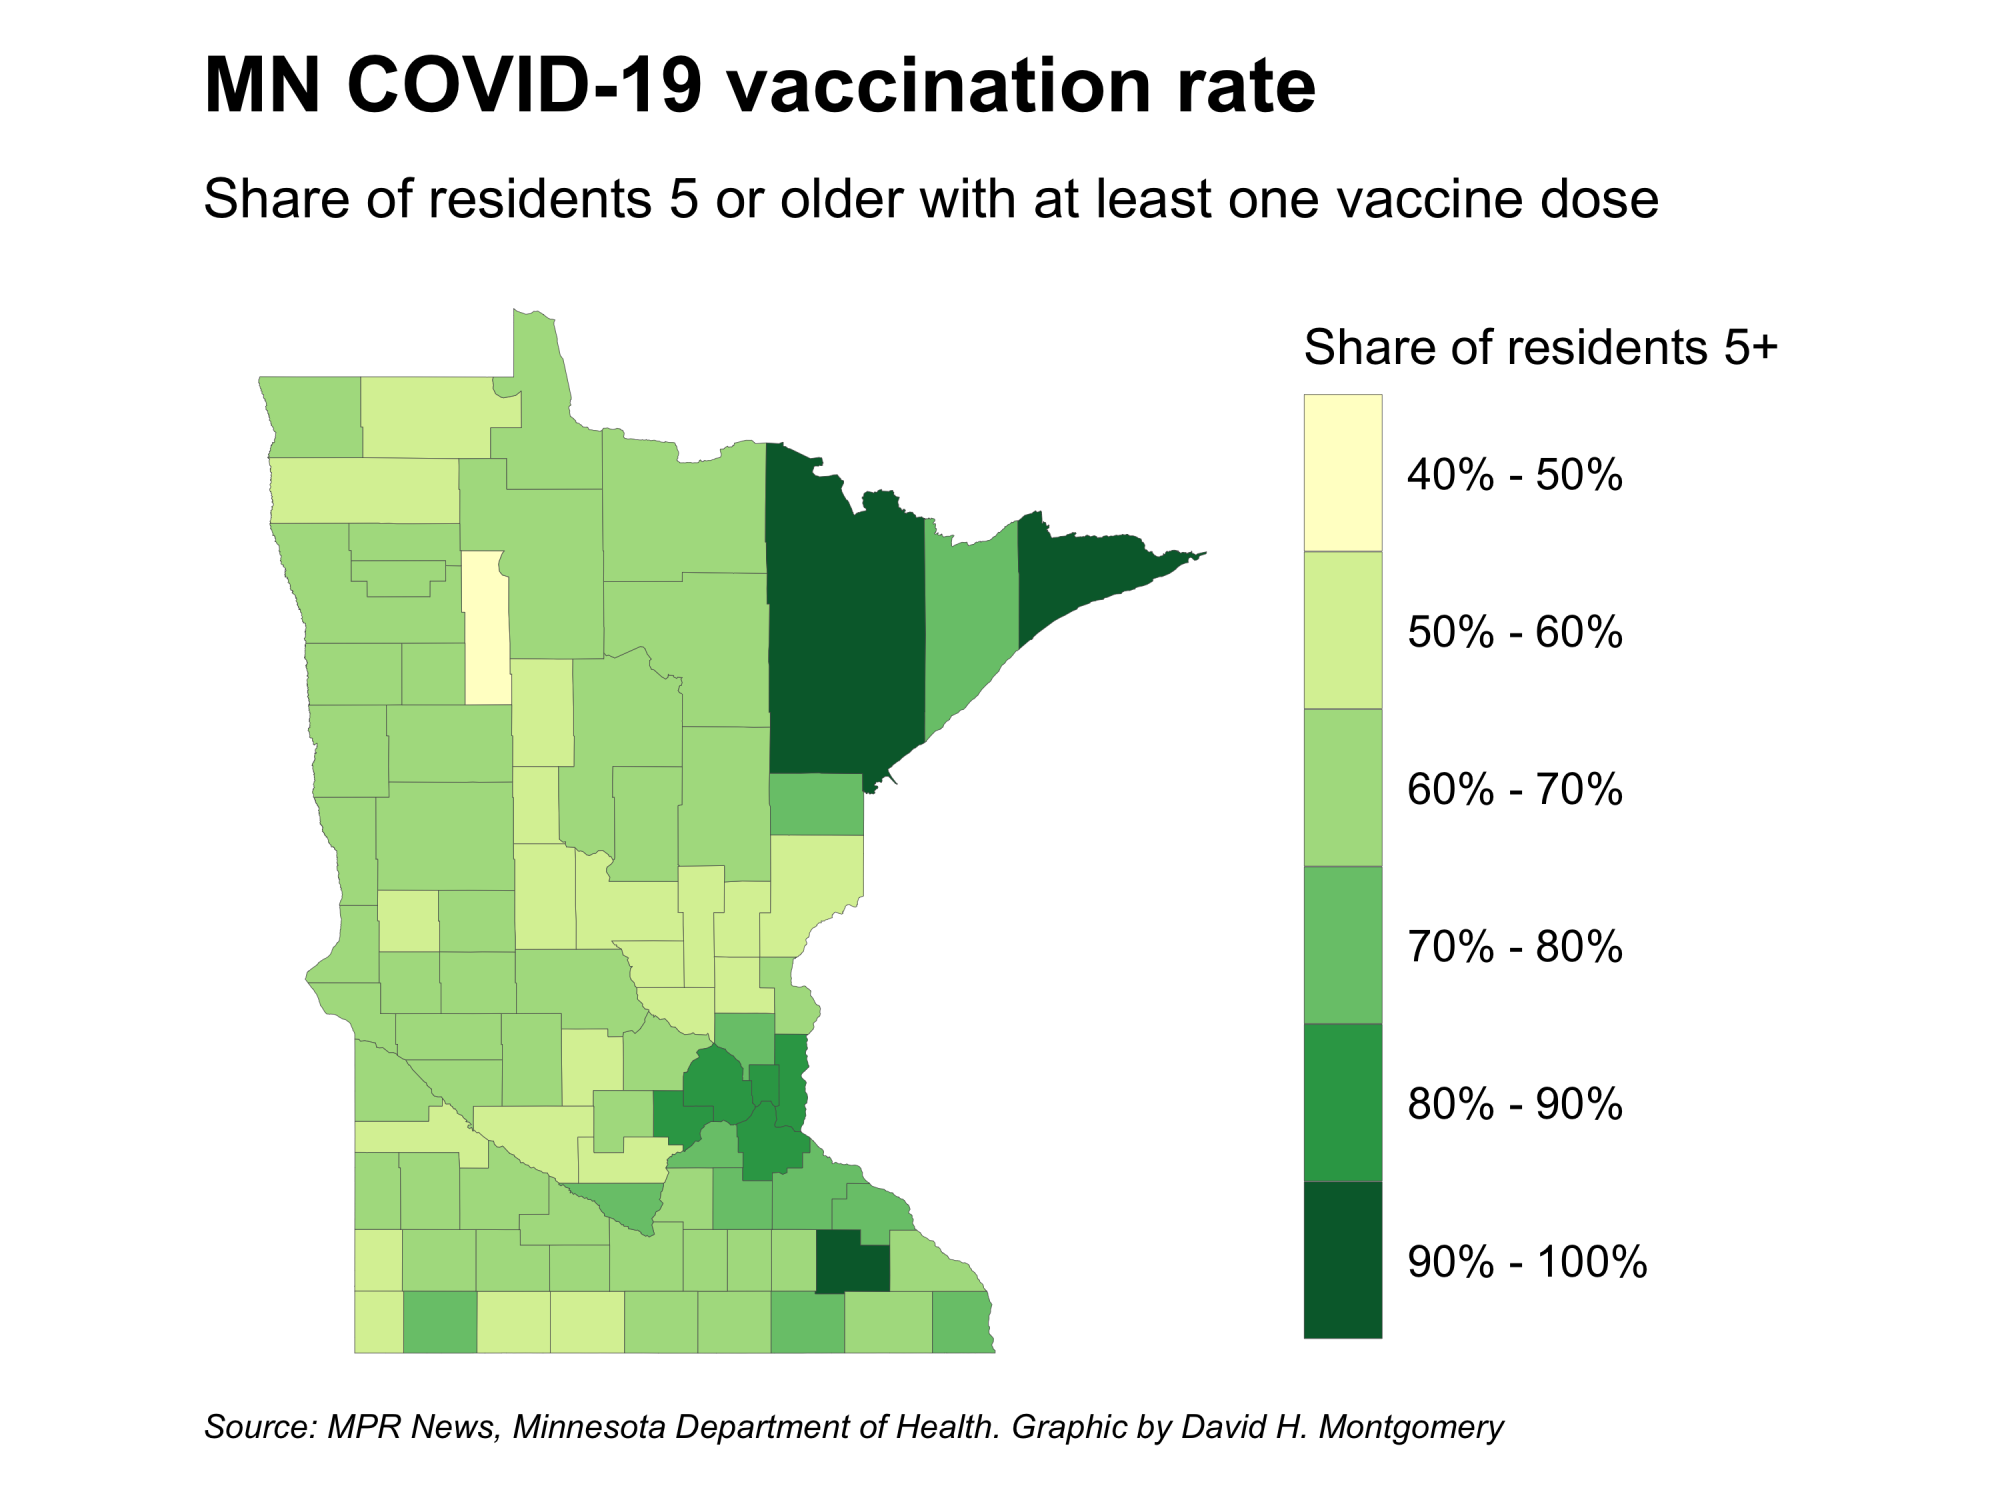 MN COVID-19 vaccination rate
Share of residents 5 or older with at least one vaccine dose
Share of residents 5+
40% - 50%
50% - 60%
60% - 70%
70% - 80%
80% - 90%
90% - 100%
Source: MPR News, Minnesota Department of Health. Graphic by David H. Montgomery